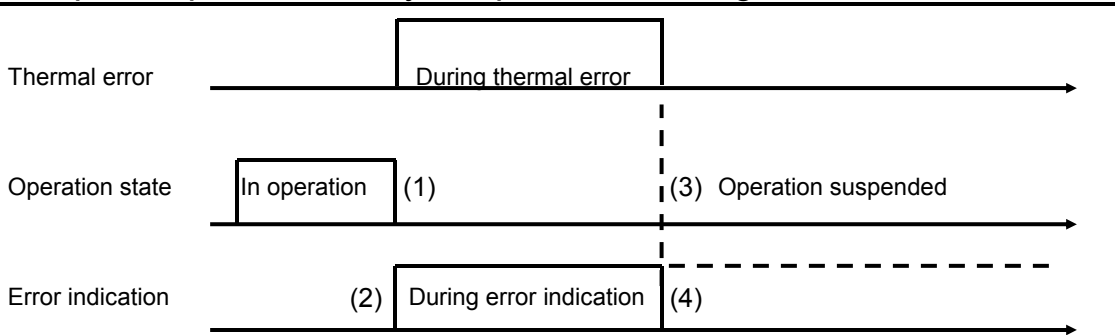 Thermal error
During thermal error
Operation state
In operation
(1)
(3) Operation suspended
Error indication
(2)
During error indication
(4)